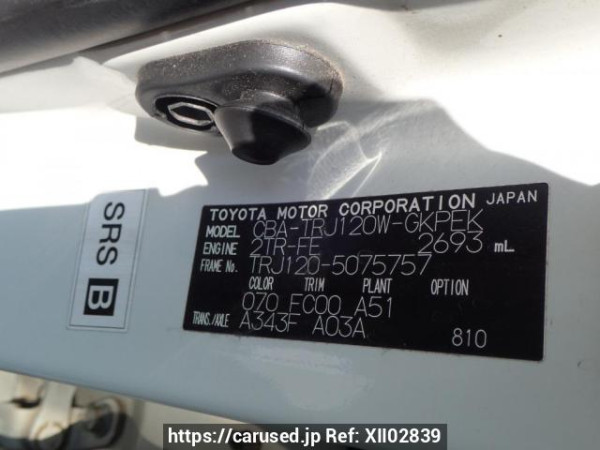 TOYOTA MOTOR CORPORATION JAPAN
MODEL CBA-TRJ120W-GKPEK
ENGINE 2TR-FE 2693 mL
FRAME No. TRJ120-5075757
COLOR TRIM PLANT OPTION
070 EC00 A51
TRANS./AXLE A343F A03A
810
SRS B
https://carused.jp Ref: XII02839